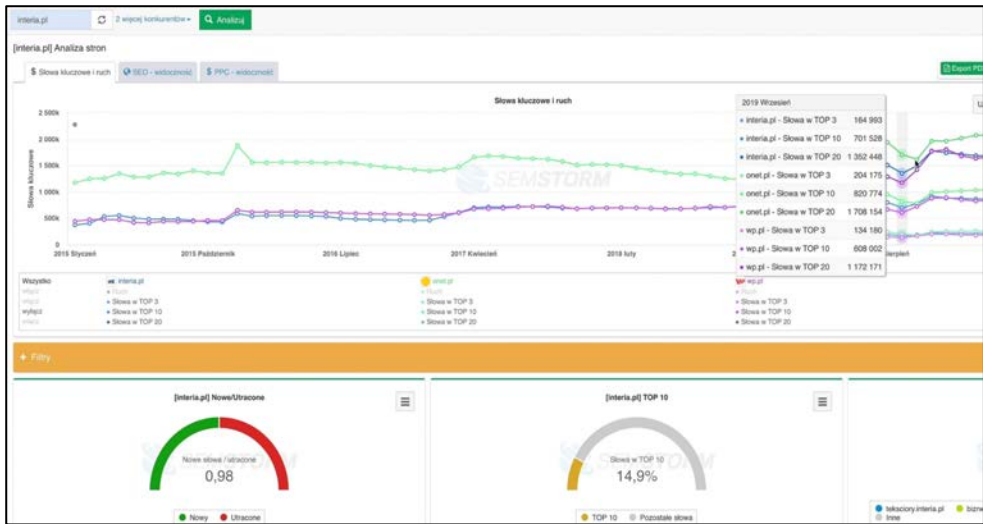 interia.pl 2 więcej konkurentów Analizuj
[interia.pl] Analiza stron
$ Słowa kluczowe i ruch SEO - widoczność $ PPC - widoczność Export
Słowa kluczowe i ruch
2 500k
2 000k
1 500k
1 000k
500k
0
Słowa kluczowe
SEMSTORM
2015 Styczeń 2015 Październik 2016 Lipiec 2017 Kwiecień 2018 luty
2019 Wrzesień
interia.pl - Słowa w TOP 3 164 993
interia.pl - Słowa w TOP 10 701 528
interia.pl - Słowa w TOP 20 1 352 448
onet.pl - Słowa w TOP 3 204 175
onet.pl - Słowa w TOP 10 820 774
onet.pl - Słowa w TOP 20 1 708 154
wp.pl - Słowa w TOP 3 134 180
wp.pl - Słowa w TOP 10 608 002
wp.pl - Słowa w TOP 20 1 172 171
Wszystko interia.pl onet.pl wp.pl
włącz Ruch Ruch Ruch
włącz Słowa w TOP 3 Słowa w TOP 3 Słowa w TOP 3
wyłącz Słowa w TOP 10 Słowa w TOP 10 Słowa w TOP 10
Słowa w TOP 20 Słowa w TOP 20 Słowa w TOP 20
+ Filtry
[interia.pl] Nowe/Utracone [interia.pl] TOP 10
Nowe słowa / utracone
0,98
Nowy Utracone
Słowa w TOP 10
14,9%
TOP 10 Pozostałe słowa
teksciory.interia.pl
Inne